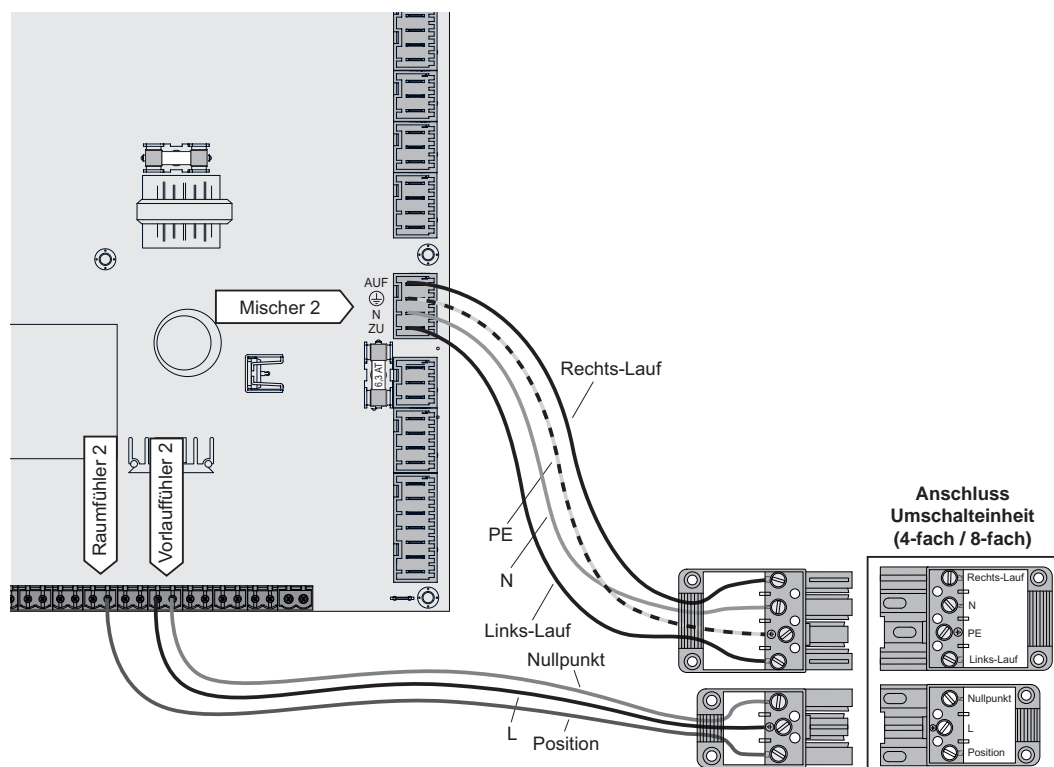 AUF
N
ZU
Mischer 2
6,3 AT
Raumfühler 2
Vorlauffühler 2
Rechts-Lauf
PE
N
Links-Lauf
Nullpunkt
L
Position
Anschluss
Umschalteinheit
(4-fach / 8-fach)
Rechts-Lauf
N
PE
Links-Lauf
Nullpunkt
L
Position